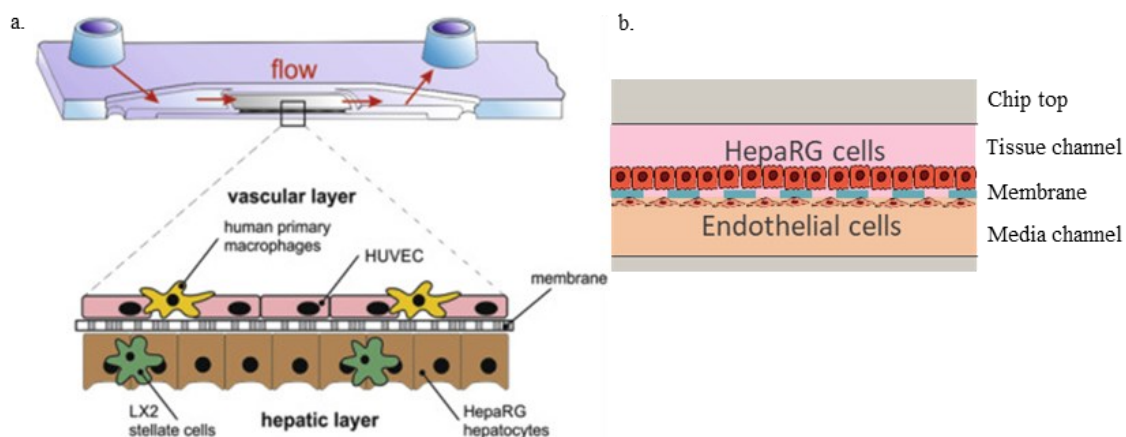 a.
flow
vascular layer
human primary
macrophages
HUVEC
membrane
LX2
stellate cells
hepatic layer
HepaRG
hepatocytes
b.
Chip top
HepaRG cells
Tissue channel
Membrane
Endothelial cells
Media channel